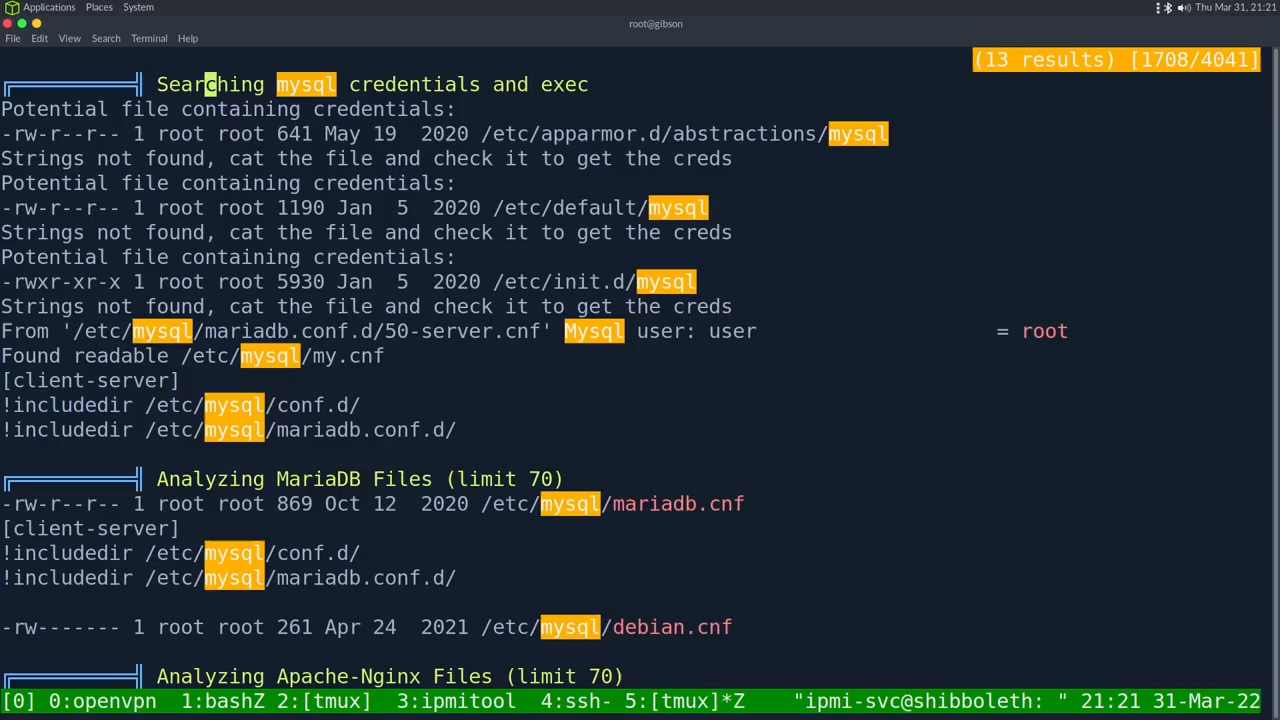 Applications Places System Thu Mar 31, 21:21
root@gibson
File Edit View Search Terminal Help
(13 results) [1708/4041]
Searching mysql credentials and exec
Potential file containing credentials:
-rw-r--r-- 1 root root 641 May 19  2020 /etc/apparmor.d/abstractions/mysql
Strings not found, cat the file and check it to get the creds
Potential file containing credentials:
-rw-r--r-- 1 root root 1190 Jan  5  2020 /etc/default/mysql
Strings not found, cat the file and check it to get the creds
Potential file containing credentials:
-rwxr-xr-x 1 root root 5930 Jan  5  2020 /etc/init.d/mysql
Strings not found, cat the file and check it to get the creds
From '/etc/mysql/mariadb.conf.d/50-server.cnf' Mysql user: user                    = root
Found readable /etc/mysql/my.cnf
[client-server]
!includedir /etc/mysql/conf.d/
!includedir /etc/mysql/mariadb.conf.d/
Analyzing MariaDB Files (limit 70)
-rw-r--r-- 1 root root 869 Oct 12  2020 /etc/mysql/mariadb.cnf
[client-server]
!includedir /etc/mysql/conf.d/
!includedir /etc/mysql/mariadb.conf.d/
-rw------- 1 root root 261 Apr 24  2021 /etc/mysql/debian.cnf
Analyzing Apache-Nginx Files (limit 70)
[0] 0:openvpn  1:bashZ 2:[tmux]  3:ipmitool  4:ssh- 5:[tmux]*Z    "ipmi-svc@shibboleth: " 21:21 31-Mar-22